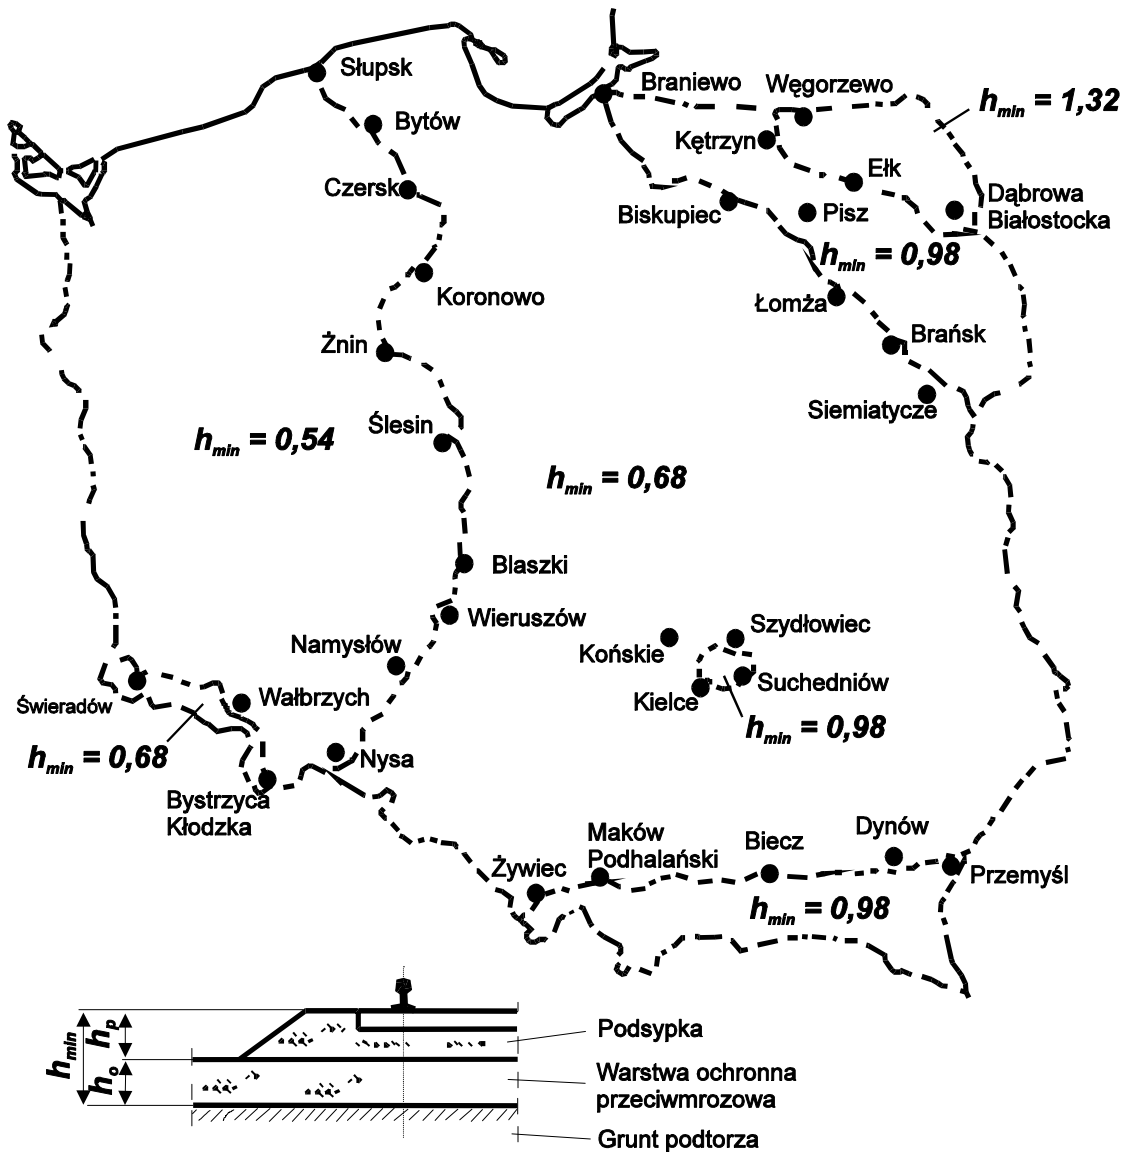 Słupsk
Braniewo
Węgorzewo
h_min = 1,32
Bytów
Kętrzyn
Ełk
Czersk
Biskupiec
Pisz
Dąbrowa
Białostocka
h_min = 0,98
Koronowo
Łomża
Żnin
Brańsk
Siemiatycze
Ślesin
h_min = 0,54
h_min = 0,68
Blaszki
Wieruszów
Namysłów
Końskie
Szydłowiec
Świeradów
Wałbrzych
Kielce
Suchedniów
h_min = 0,98
h_min = 0,68
Nysa
Bystrzyca
Kłodzka
Maków
Podhalański
Żywiec
Biecz
Dynów
Przemyśl
h_min = 0,98
h_min
h_p
h_o
Podsypka
Warstwa ochronna
przeciwmrozowa
Grunt podtorza